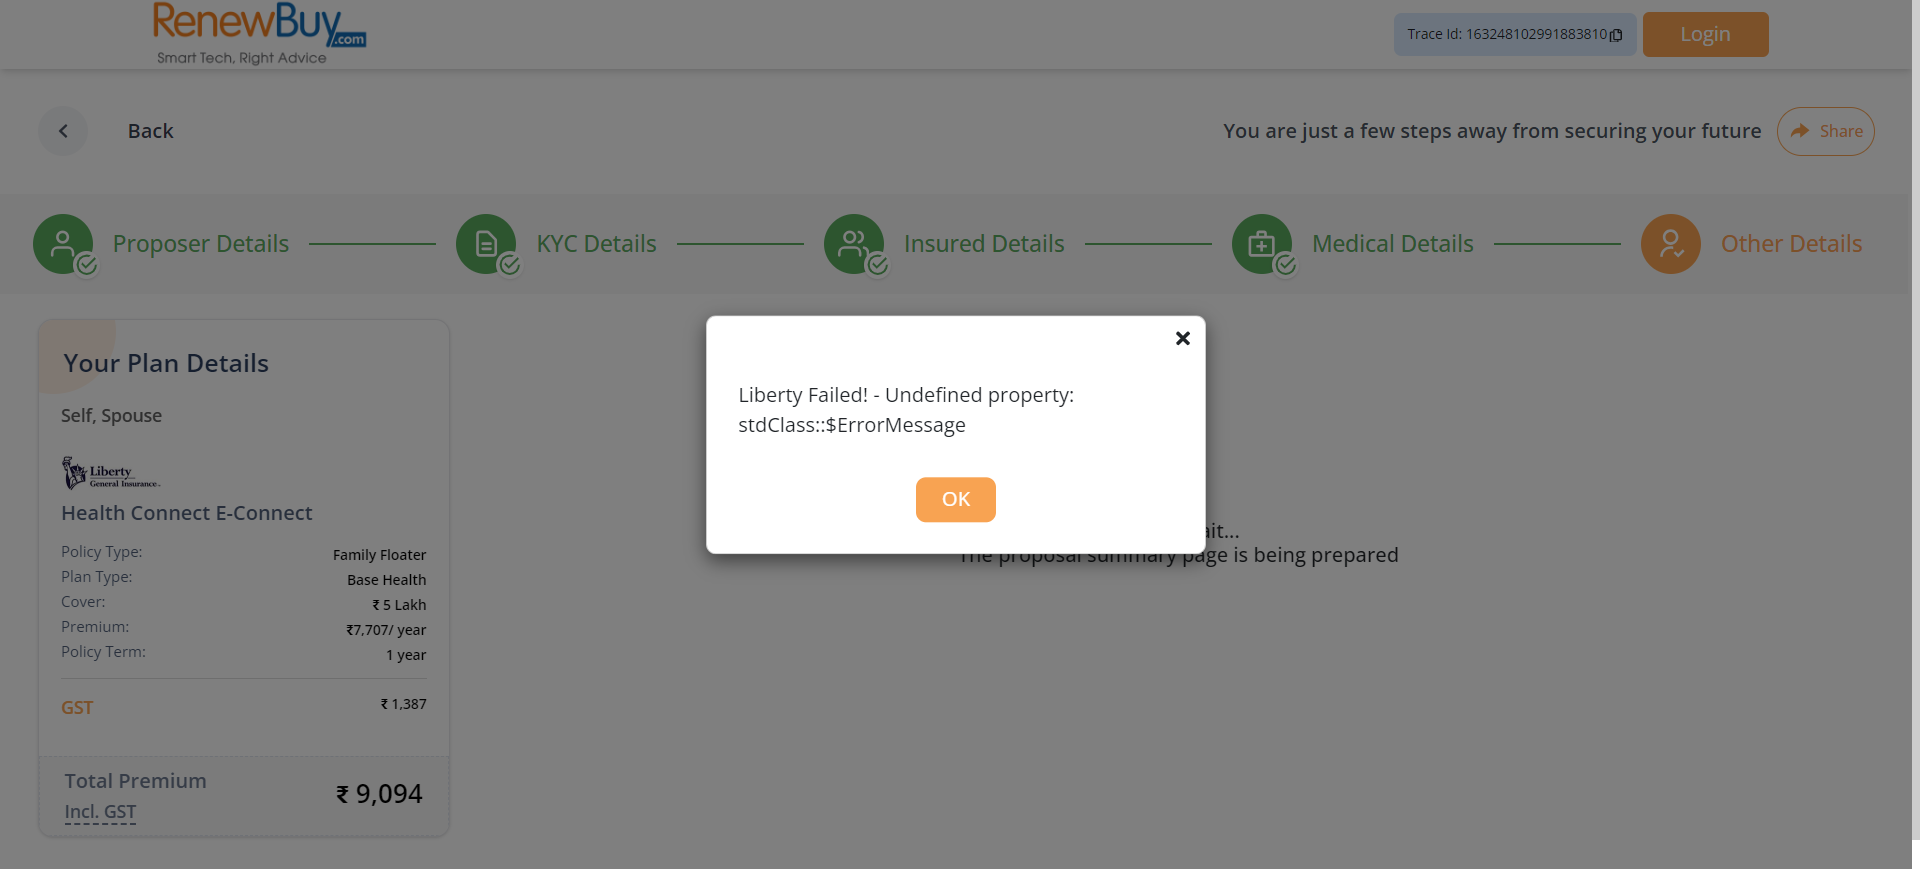 RenewBuy.com
Smart Tech, Right Advice
Trace Id: 163248102991883810
Login
Back
You are just a few steps away from securing your future
Share
Proposer Details
KYC Details
Insured Details
Medical Details
Other Details
Your Plan Details
Self, Spouse
Liberty
General Insurance.
Health Connect E-Connect
Policy Type: Family Floater
Plan Type: Base Health
Cover: ₹ 5 Lakh
Premium: ₹7,707/ year
Policy Term: 1 year
GST ₹ 1,387
Total Premium
Incl. GST
₹ 9,094
Liberty Failed! - Undefined property:
stdClass::$ErrorMessage
OK
ait...
The proposal summary page is being prepared